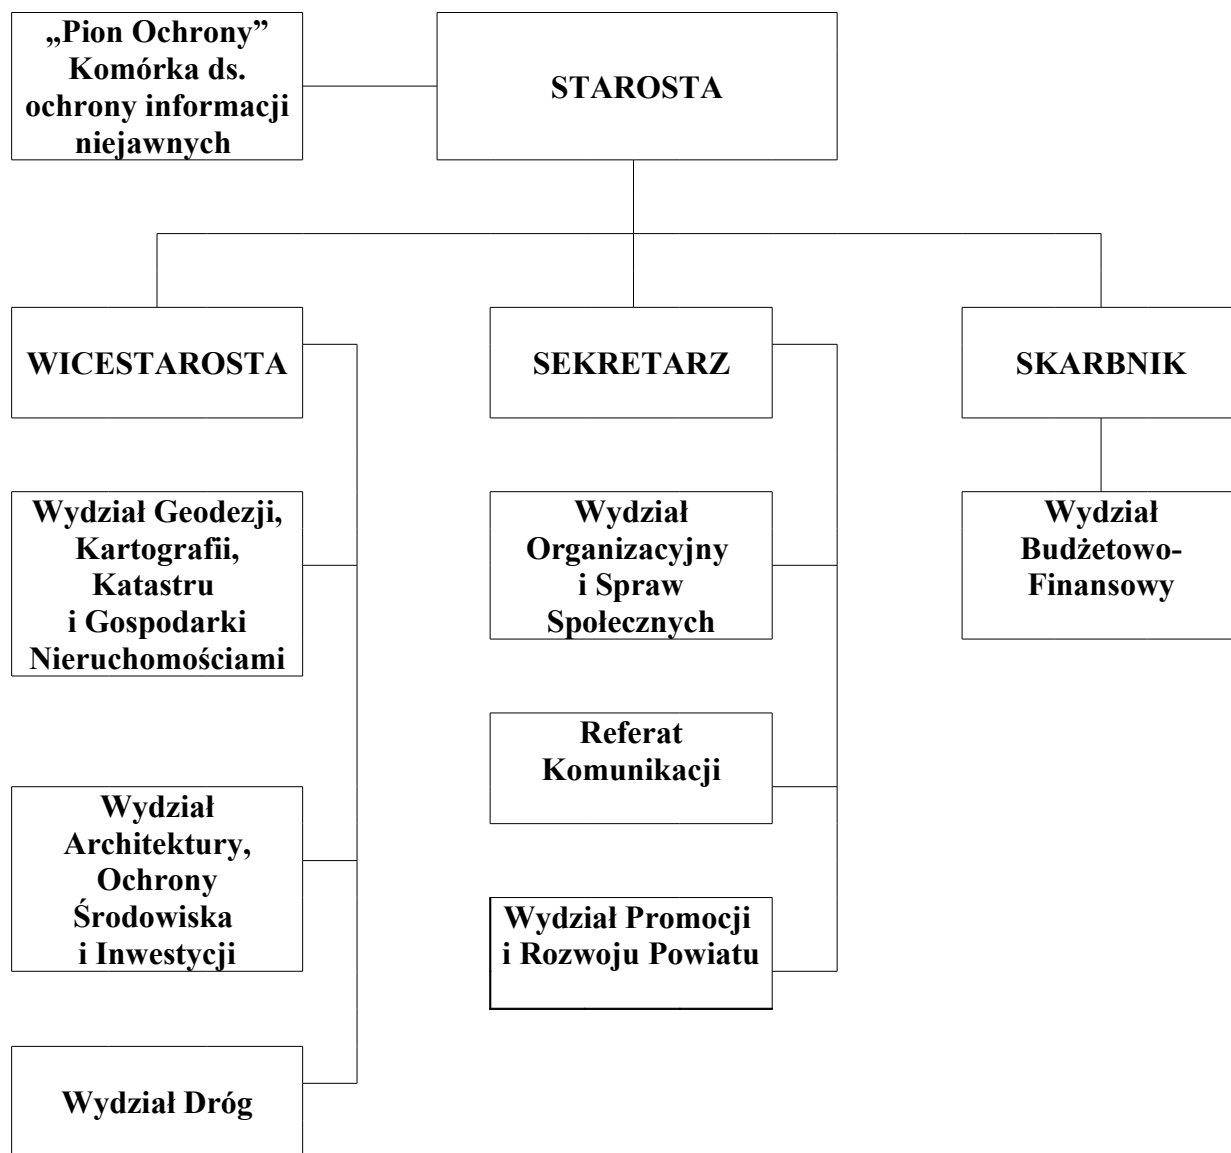 „Pion Ochrony”
Komórka ds.
ochrony informacji
niejawnych
STAROSTA
WICESTAROSTA
SEKRETARZ
SKARBNIK
Wydział Geodezji,
Kartografii,
Katastru
i Gospodarki
Nieruchomościami
Wydział
Organizacyjny
i Spraw
Społecznych
Wydział
Budżetowo-
Finansowy
Referat
Komunikacji
Wydział
Architektury,
Ochrony
Środowiska
i Inwestycji
Wydział Promocji
i Rozwoju Powiatu
Wydział Dróg